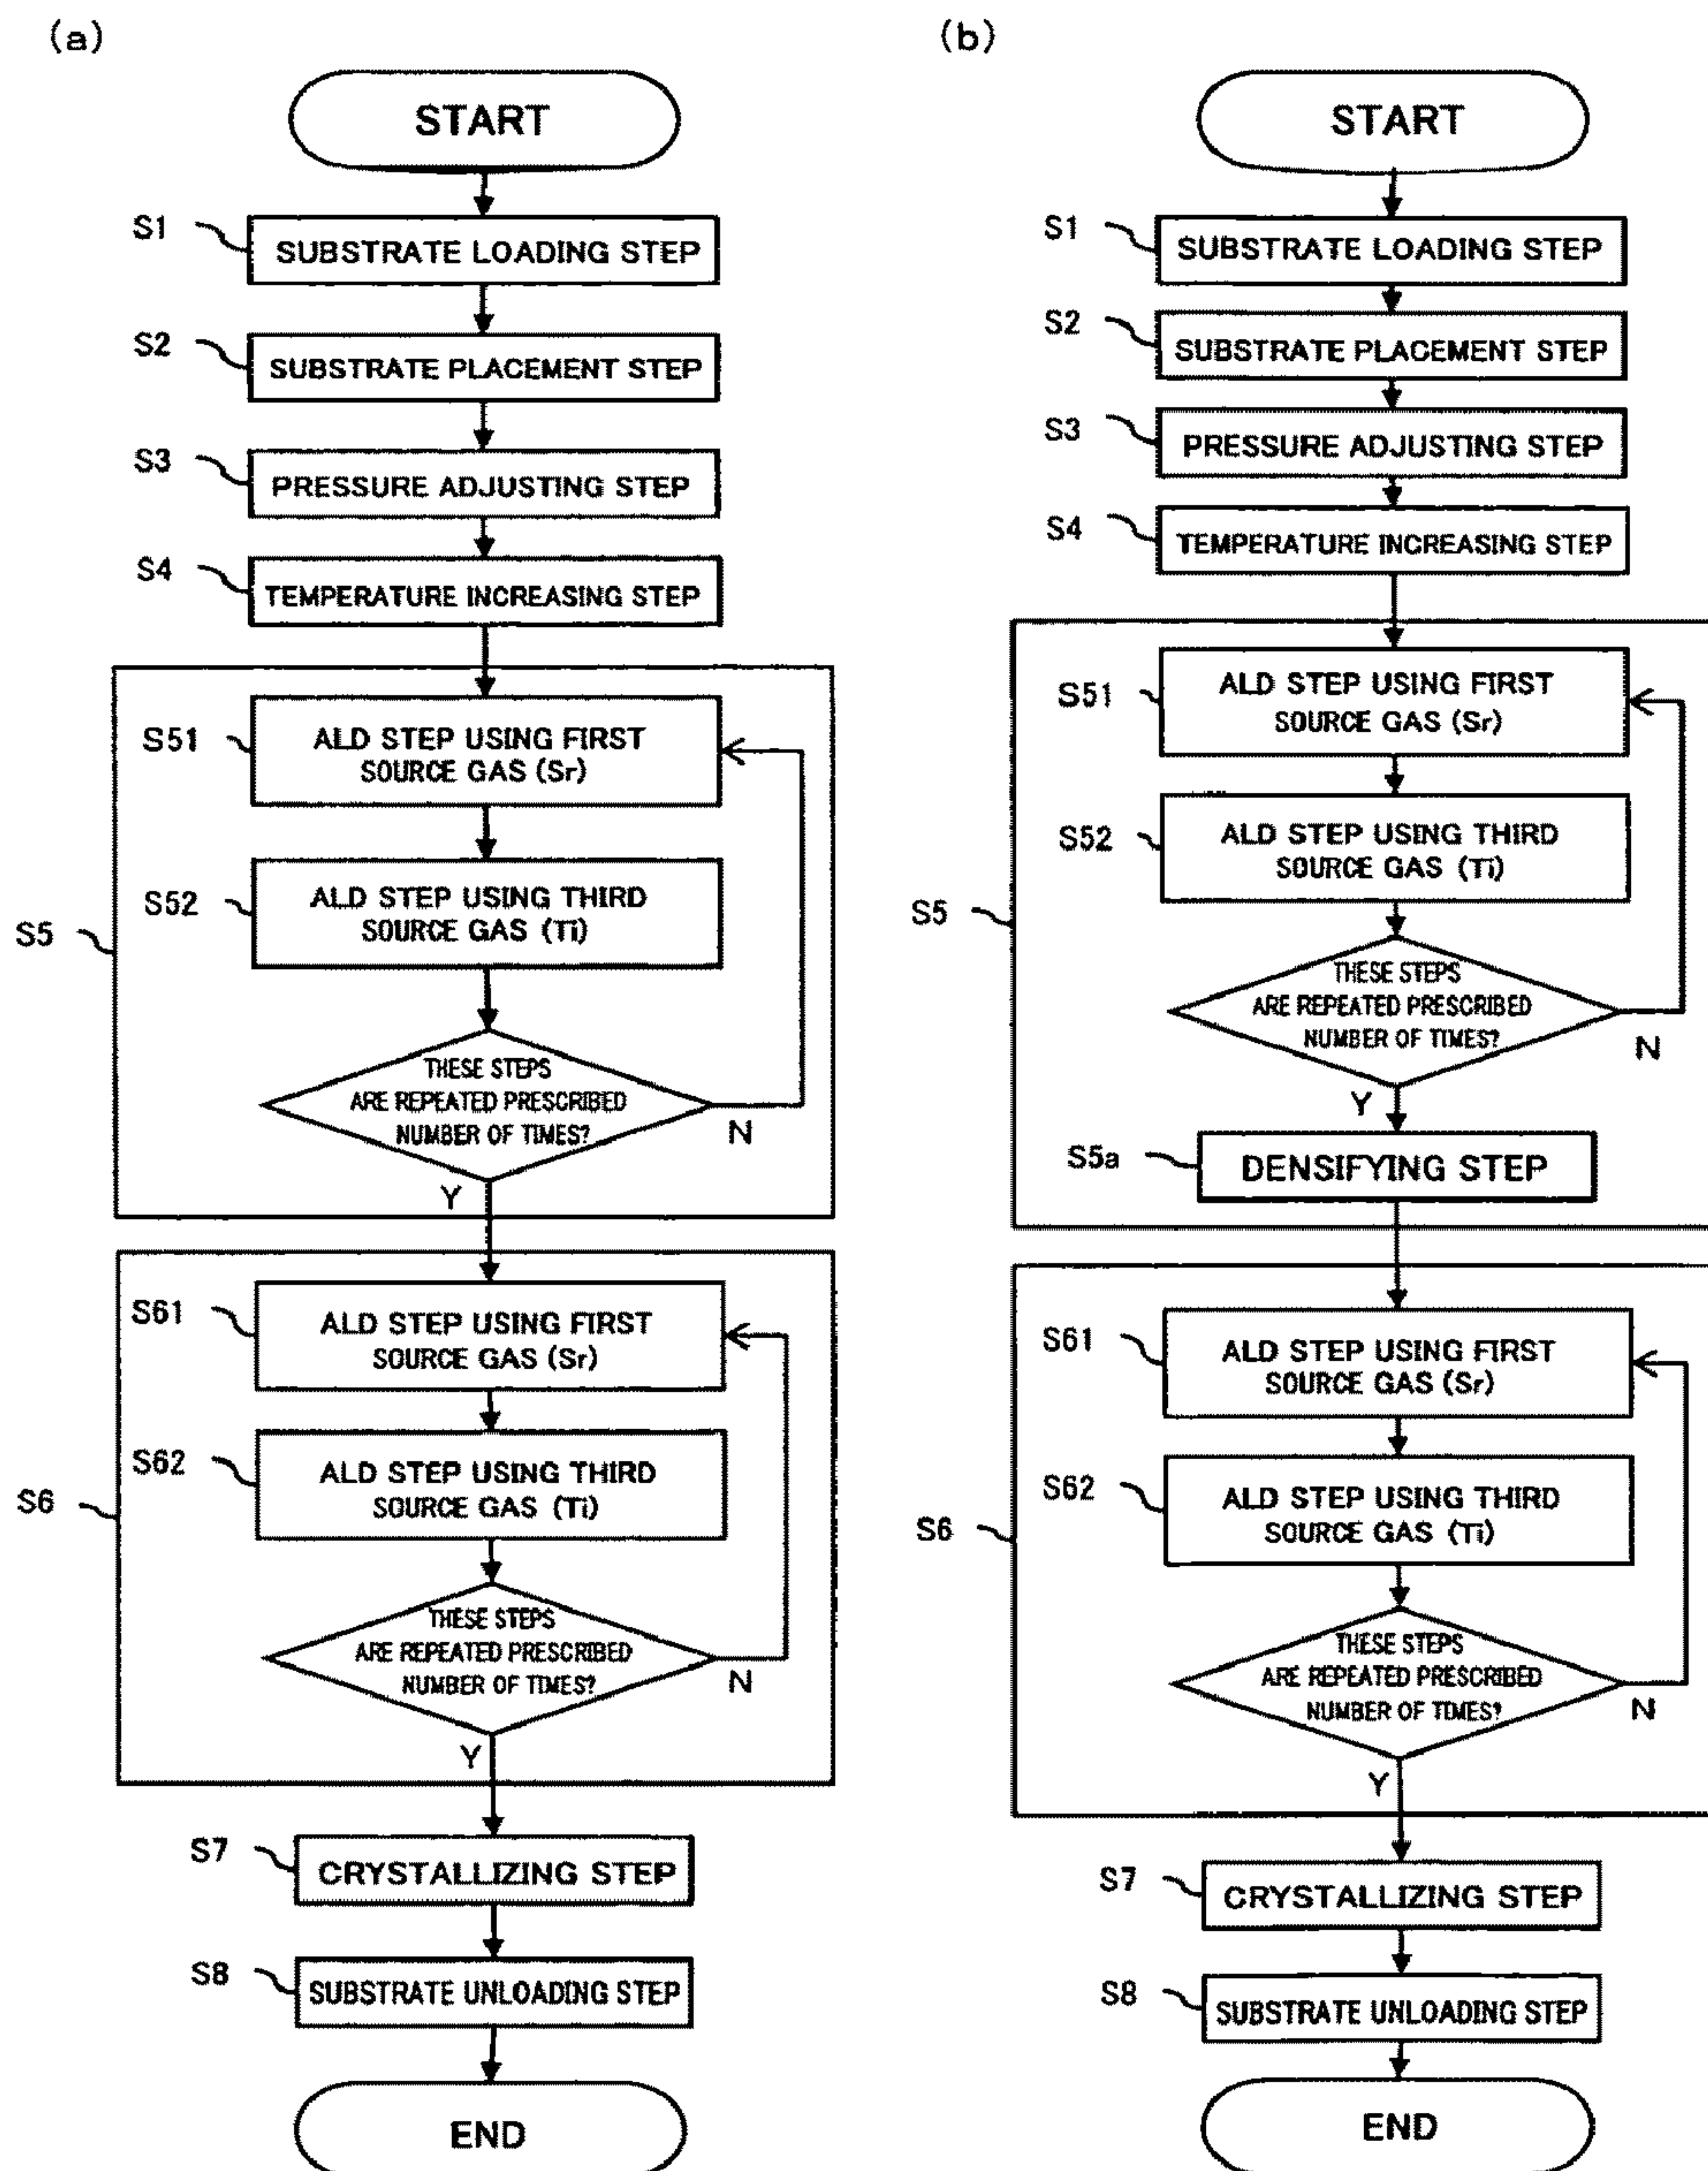 (a)
START
S1
SUBSTRATE LOADING STEP
S2
SUBSTRATE PLACEMENT STEP
S3
PRESSURE ADJUSTING STEP
S4
TEMPERATURE INCREASING STEP
S5
S51
ALD STEP USING FIRST
SOURCE GAS (Sr)
S52
ALD STEP USING THIRD
SOURCE GAS (Ti)
THESE STEPS
ARE REPEATED PRESCRIBED
NUMBER OF TIMES?
N
Y
S6
S61
ALD STEP USING FIRST
SOURCE GAS (Sr)
S62
ALD STEP USING THIRD
SOURCE GAS (Ti)
THESE STEPS
ARE REPEATED PRESCRIBED
NUMBER OF TIMES?
N
Y
S7
CRYSTALLIZING STEP
S8
SUBSTRATE UNLOADING STEP
END
(b)
START
S1
SUBSTRATE LOADING STEP
S2
SUBSTRATE PLACEMENT STEP
S3
PRESSURE ADJUSTING STEP
S4
TEMPERATURE INCREASING STEP
S5
S51
ALD STEP USING FIRST
SOURCE GAS (Sr)
S52
ALD STEP USING THIRD
SOURCE GAS (Ti)
THESE STEPS
ARE REPEATED PRESCRIBED
NUMBER OF TIMES?
N
Y
S5a
DENSIFYING STEP
S6
S61
ALD STEP USING FIRST
SOURCE GAS (Sr)
S62
ALD STEP USING THIRD
SOURCE GAS (Ti)
THESE STEPS
ARE REPEATED PRESCRIBED
NUMBER OF TIMES?
N
Y
S7
CRYSTALLIZING STEP
S8
SUBSTRATE UNLOADING STEP
END